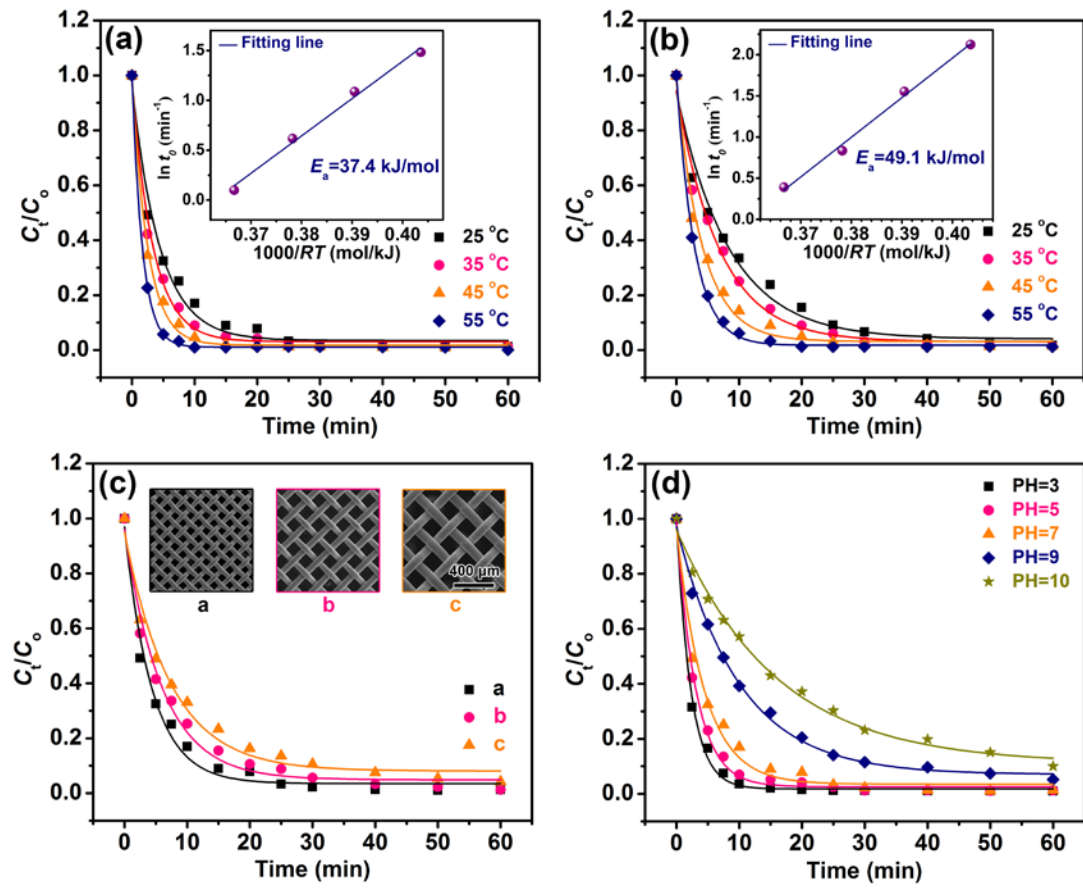 (a)
Fitting line
ln t₀ (min⁻¹)
1.5
1.0
0.5
0.0
Eₐ=37.4 kJ/mol
0.37 0.38 0.39 0.40
1000/RT (mol/kJ)
25 °C
35 °C
45 °C
55 °C
Cₜ/Cₒ
1.2
1.0
0.8
0.6
0.4
0.2
0.0
0 10 20 30 40 50 60
Time (min)
(b)
Fitting line
ln t₀ (min⁻¹)
2.0
1.5
1.0
0.5
0.0
Eₐ=49.1 kJ/mol
0.37 0.38 0.39 0.40
1000/RT (mol/kJ)
25 °C
35 °C
45 °C
55 °C
Cₜ/Cₒ
1.2
1.0
0.8
0.6
0.4
0.2
0.0
0 10 20 30 40 50 60
Time (min)
(c)
400 μm
a b c
a
b
c
Cₜ/Cₒ
1.2
1.0
0.8
0.6
0.4
0.2
0.0
0 10 20 30 40 50 60
Time (min)
(d)
PH=3
PH=5
PH=7
PH=9
PH=10
Cₜ/Cₒ
1.2
1.0
0.8
0.6
0.4
0.2
0.0
0 10 20 30 40 50 60
Time (min)